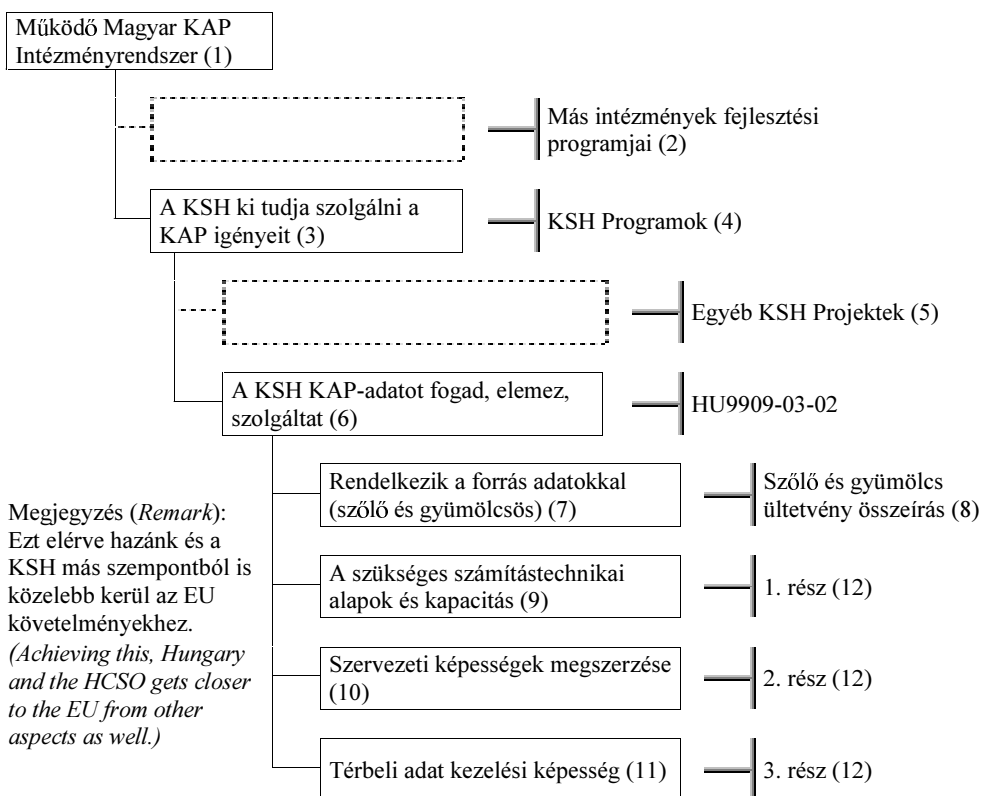 Működő Magyar KAP
Intézményrendszer (1)
Más intézmények fejlesztési
programjai (2)
A KSH ki tudja szolgálni a
KAP igényeit (3)
KSH Programok (4)
Egyéb KSH Projektek (5)
A KSH KAP-adatot fogad, elemez,
szolgáltat (6)
HU9909-03-02
Rendelkezik a forrás adatokkal
(szőlő és gyümölcsös) (7)
Szőlő és gyümölcs
ültetvény összeírás (8)
Megjegyzés (Remark):
Ezt elérve hazánk és a
KSH más szempontból is
közelebb kerül az EU
követelményekhez.
(Achieving this, Hungary
and the HCSO gets closer
to the EU from other
aspects as well.)
A szükséges számítástechnikai
alapok és kapacitás (9)
1. rész (12)
Szervezeti képességek megszerzése
(10)
2. rész (12)
Térbeli adat kezelési képesség (11)
3. rész (12)